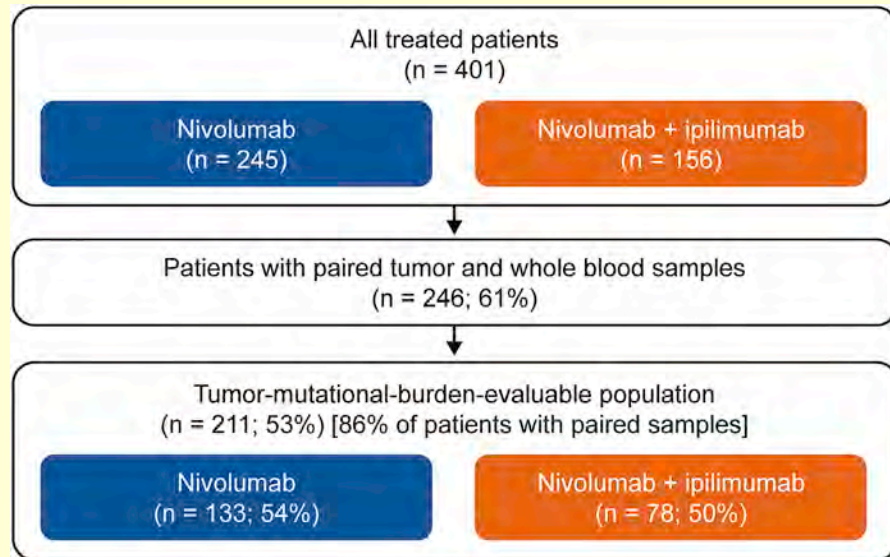 All treated patients
(n = 401)
Nivolumab
(n = 245)
Nivolumab + ipilimumab
(n = 156)
Patients with paired tumor and whole blood samples
(n = 246; 61%)
Tumor-mutational-burden-evaluable population
(n = 211; 53%) [86% of patients with paired samples]
Nivolumab
(n = 133; 54%)
Nivolumab + ipilimumab
(n = 78; 50%)